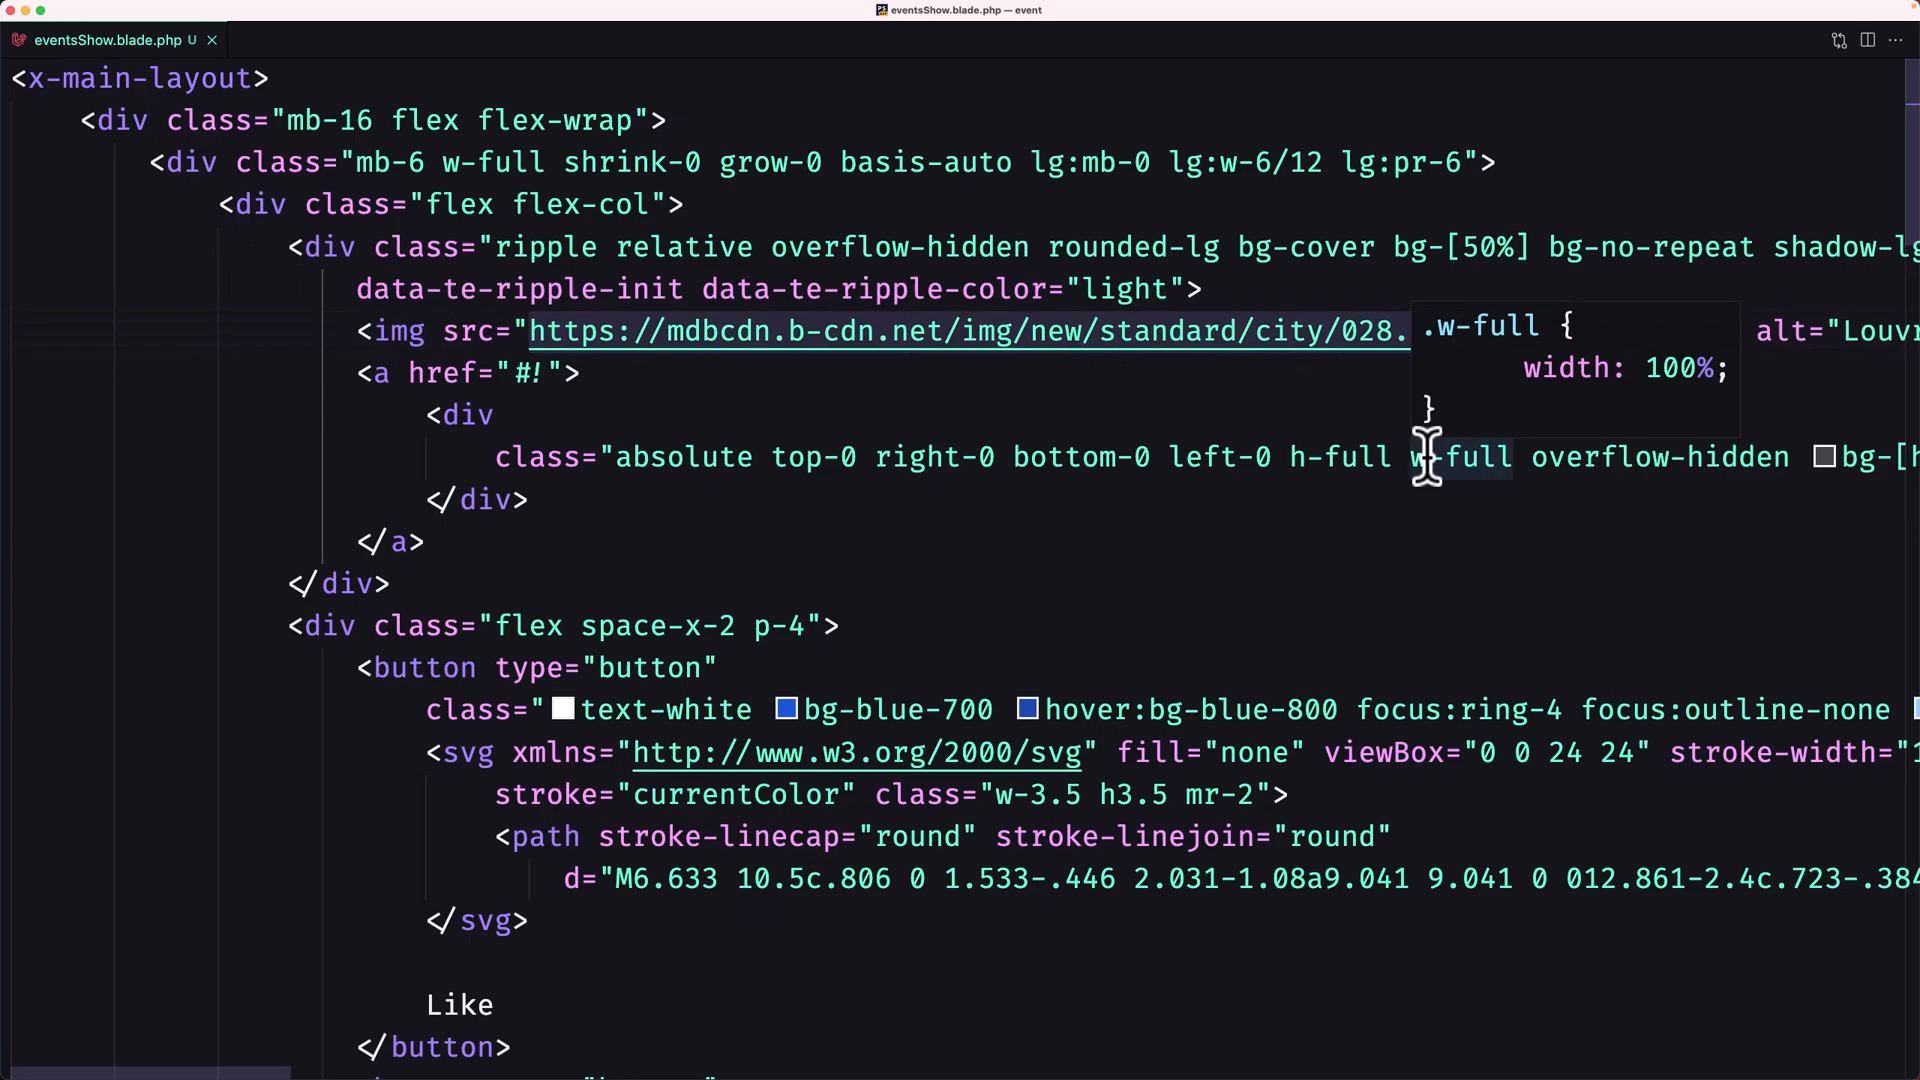 eventsShow.blade.php — event
eventsShow.blade.php U
<x-main-layout>
<div class="mb-16 flex flex-wrap">
<div class="mb-6 w-full shrink-0 grow-0 basis-auto lg:mb-0 lg:w-6/12 lg:pr-6">
<div class="flex flex-col">
<div class="ripple relative overflow-hidden rounded-lg bg-cover bg-[50%] bg-no-repeat shadow-lg
data-te-ripple-init data-te-ripple-color="light">
<img src="https://mdbcdn.b-cdn.net/img/new/standard/city/028. alt="Louvr
.w-full {
width: 100%;
}
<a href="#!">
<div
class="absolute top-0 right-0 bottom-0 left-0 h-full w-full overflow-hidden bg-[h
</div>
</a>
</div>
<div class="flex space-x-2 p-4">
<button type="button"
class="text-white bg-blue-700 hover:bg-blue-800 focus:ring-4 focus:outline-none
<svg xmlns="http://www.w3.org/2000/svg" fill="none" viewBox="0 0 24 24" stroke-width="1
stroke="currentColor" class="w-3.5 h3.5 mr-2">
<path stroke-linecap="round" stroke-linejoin="round"
d="M6.633 10.5c.806 0 1.533-.446 2.031-1.08a9.041 9.041 0 012.861-2.4c.723-.384
</svg>
Like
</button>